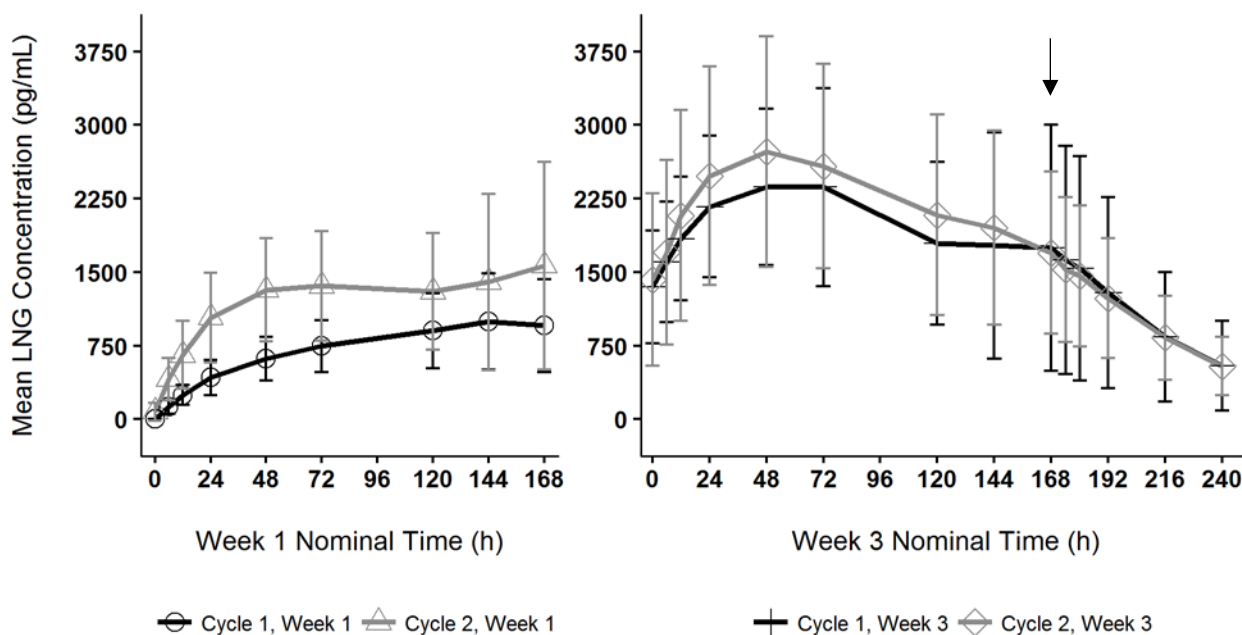 Mean LNG Concentration (pg/mL)
3750
3000
2250
1500
750
0
0 24 48 72 96 120 144 168
Week 1 Nominal Time (h)
Cycle 1, Week 1 Cycle 2, Week 1
3750
3000
2250
1500
750
0
0 24 48 72 96 120 144 168 192 216 240
Week 3 Nominal Time (h)
Cycle 1, Week 3 Cycle 2, Week 3